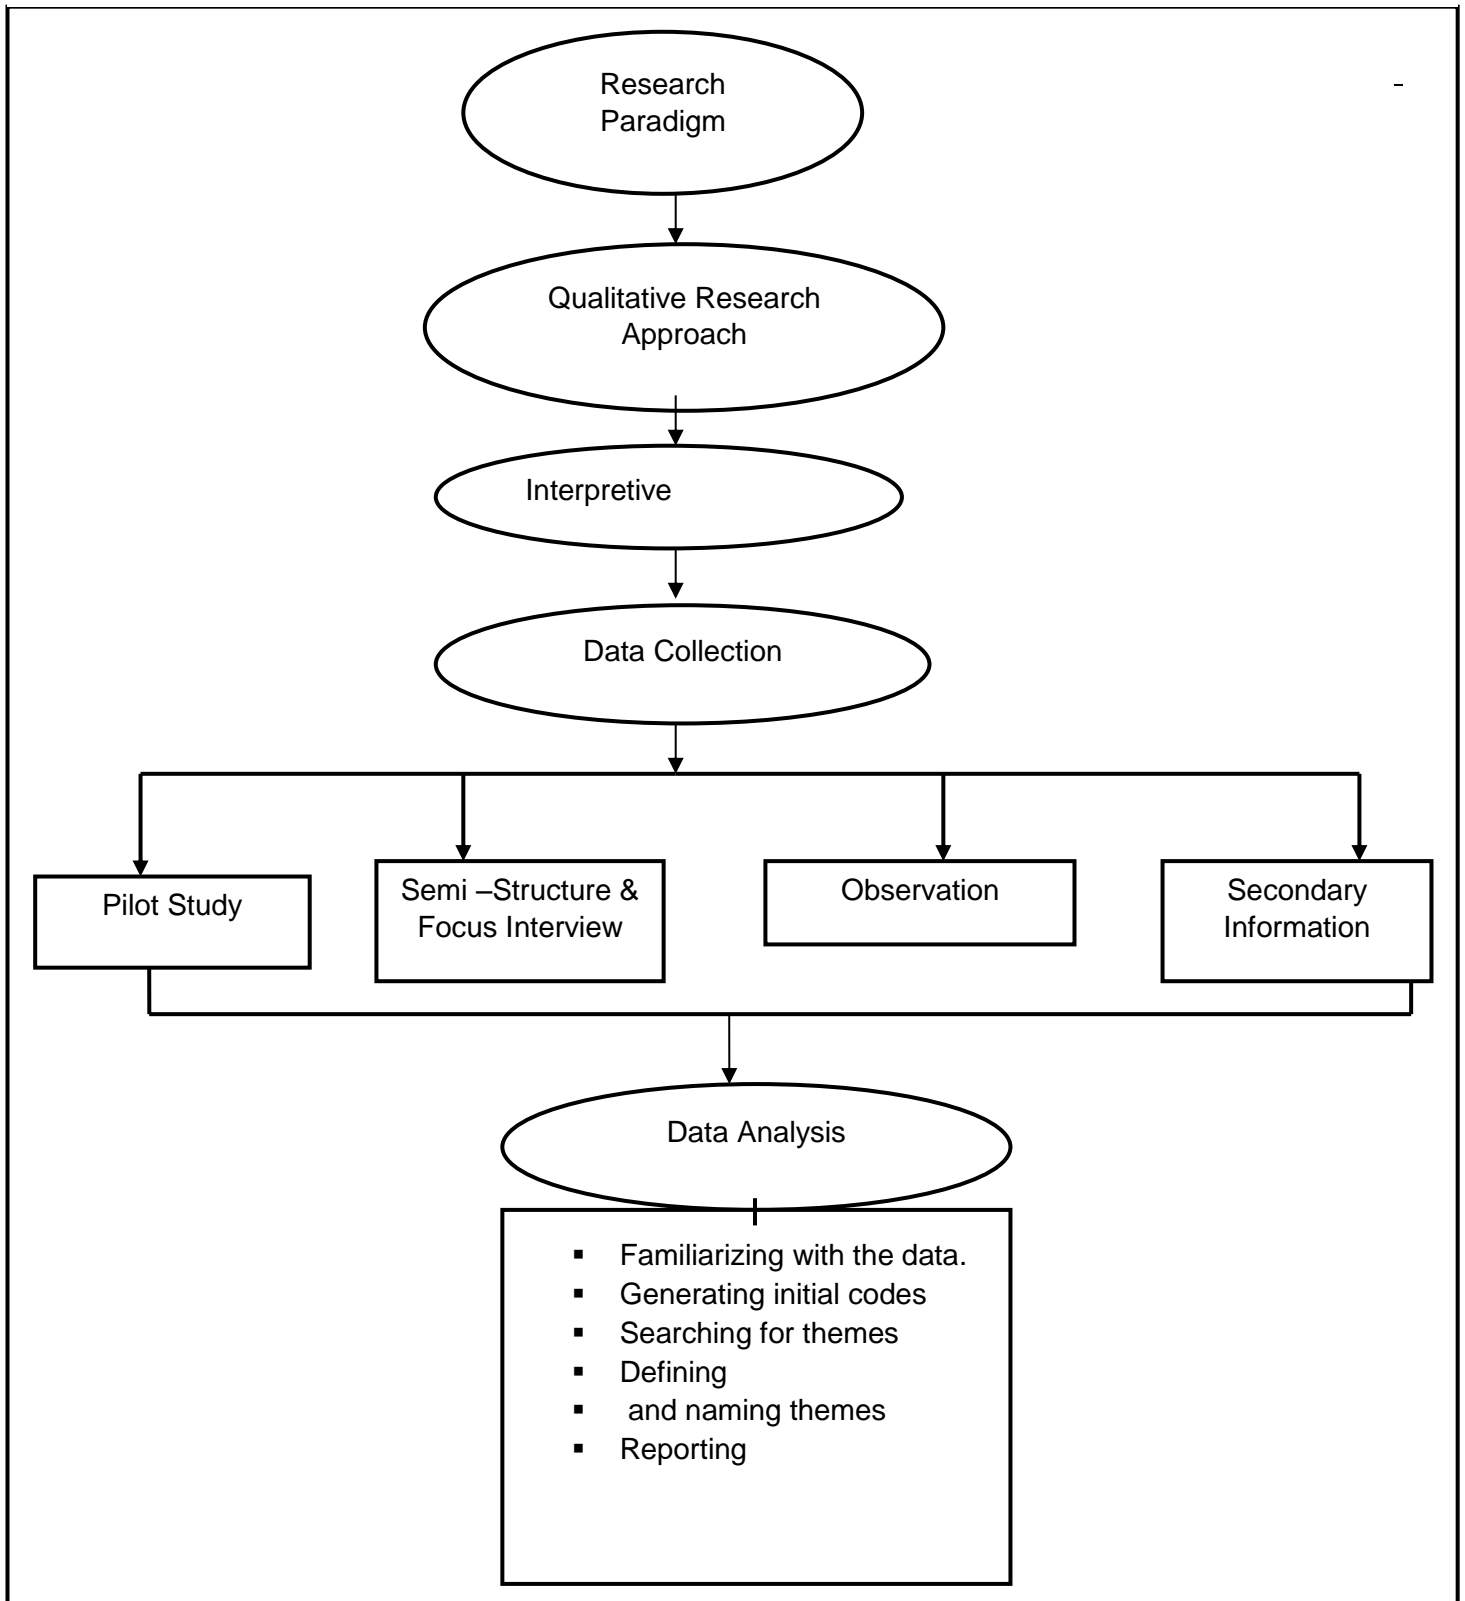 Research
Paradigm
Qualitative Research
Approach
Interpretive
Data Collection
Pilot Study
Semi –Structure &
Focus Interview
Observation
Secondary
Information
Data Analysis
▪ Familiarizing with the data.
▪ Generating initial codes
▪ Searching for themes
▪ Defining
▪ and naming themes
▪ Reporting